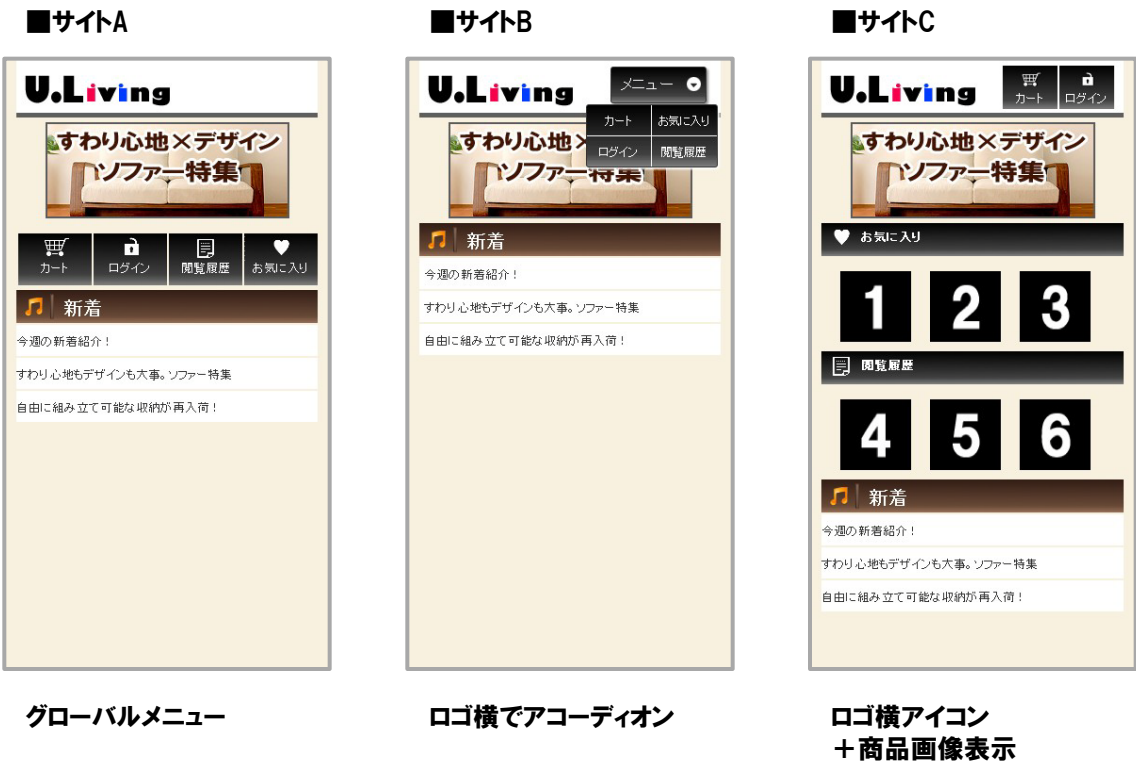 ■サイトA
U.Living
すわり心地×デザイン
ソファー特集
カート
ログイン
閲覧履歴
お気に入り
新着
今週の新着紹介!
すわり心地もデザインも大事。ソファー特集
自由に組み立て可能な収納が再入荷!
グローバルメニュー
■サイトB
U.Living
メニュー
カート
お気に入り
ログイン
閲覧履歴
すわり心地×
ソファー特集
新着
今週の新着紹介!
すわり心地もデザインも大事。ソファー特集
自由に組み立て可能な収納が再入荷!
ロゴ横でアコーディオン
■サイトC
U.Living
カート
ログイン
すわり心地×デザイン
ソファー特集
お気に入り
1 2 3
閲覧履歴
4 5 6
新着
今週の新着紹介!
すわり心地もデザインも大事。ソファー特集
自由に組み立て可能な収納が再入荷!
ロゴ横アイコン
+商品画像表示